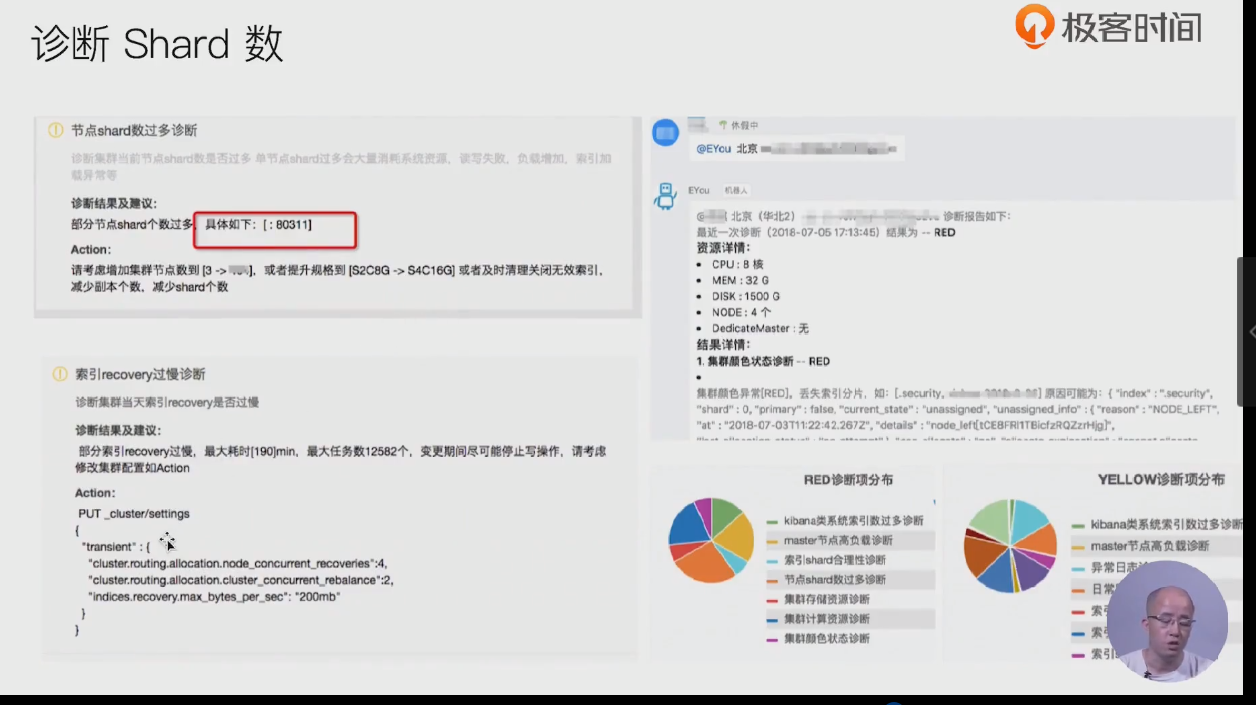 诊断 Shard 数
极客时间
节点shard数过多诊断
诊断集群当前节点shard数是否过多 单节点shard过多会大量消耗系统资源，读写失败，负载增加，索引加
载异常等
诊断结果及建议:
部分节点shard个数过多，具体如下：[ : 80311]
Action:
请考虑增加集群节点数到 [3 -> ], 或者提升规格到 [S2C8G -> S4C16G] 或者及时清理关闭无效索引,
减少副本个数，减少shard个数
索引recovery过慢诊断
诊断集群当天索引recovery是否过慢
诊断结果及建议:
部分索引recovery过慢，最大耗时[190]min，最大任务数12582个，变更期间尽可能停止写操作，请考虑
修改集群配置如Action
Action:
PUT _cluster/settings
{
"transient" : {
"cluster.routing.allocation.node_concurrent_recoveries":4,
"cluster.routing.allocation.cluster_concurrent_rebalance":2,
"indices.recovery.max_bytes_per_sec": "200mb"
}
}
休假中
@EYou 北京
EYou 机器人
@ 北京（华北2） 诊断报告如下:
最近一次诊断（2018-07-05 17:13:45）结果为 -- RED
资源详情:
• CPU : 8 核
• MEM : 32 G
• DISK : 1500 G
• NODE : 4 个
• DedicateMaster : 无
结果详情:
1. 集群颜色状态诊断 -- RED
•
集群颜色异常[RED]，丢失索引分片，如：[.security, ] 原因可能为：{ "index" : ".security",
"shard" : 0, "primary" : false, "current_state" : "unassigned", "unassigned_info" : { "reason" : "NODE_LEFT",
"at" : "2018-07-03T11:22:42.267Z", "details" : "node_left[tCE8FRl1TBicfzRQZzrHjg]",
RED诊断项分布
kibana类系统索引数过多诊断
master节点高负载诊断
索引shard合理性诊断
节点shard数过多诊断
集群存储资源诊断
集群计算资源诊断
集群颜色状态诊断
YELLOW诊断项分布
kibana类系统索引数过多诊断
master节点高负载诊断
异常日志
日常
索引
索引
索引